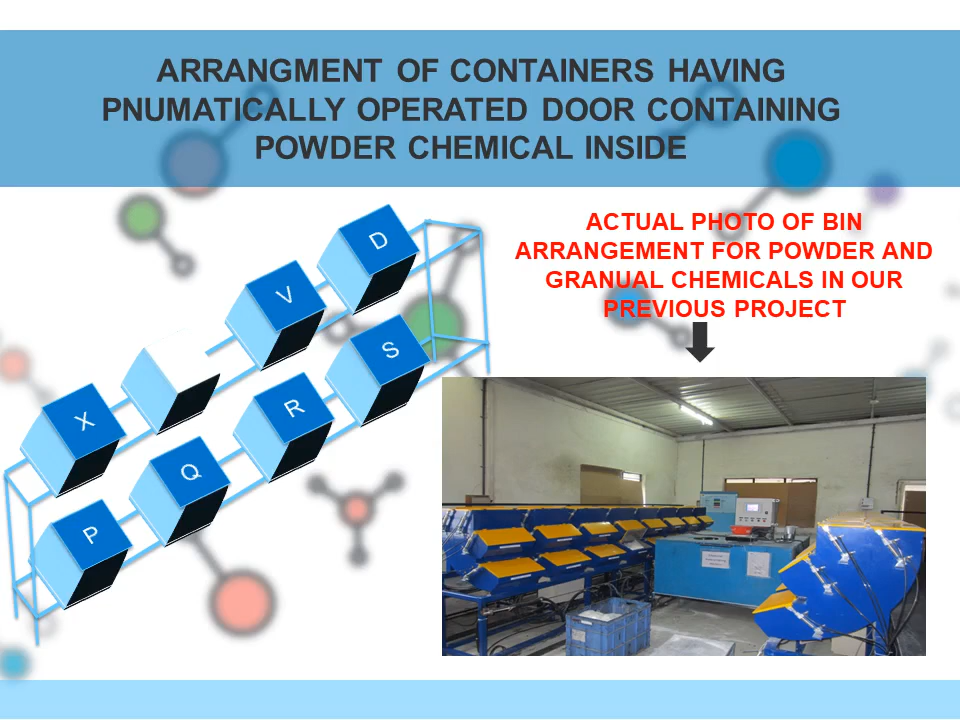 ARRANGMENT OF CONTAINERS HAVING
PNUMATICALLY OPERATED DOOR CONTAINING
POWDER CHEMICAL INSIDE
ACTUAL PHOTO OF BIN
ARRANGEMENT FOR POWDER AND
GRANUAL CHEMICALS IN OUR
PREVIOUS PROJECT
D
V
X
S
R
Q
P